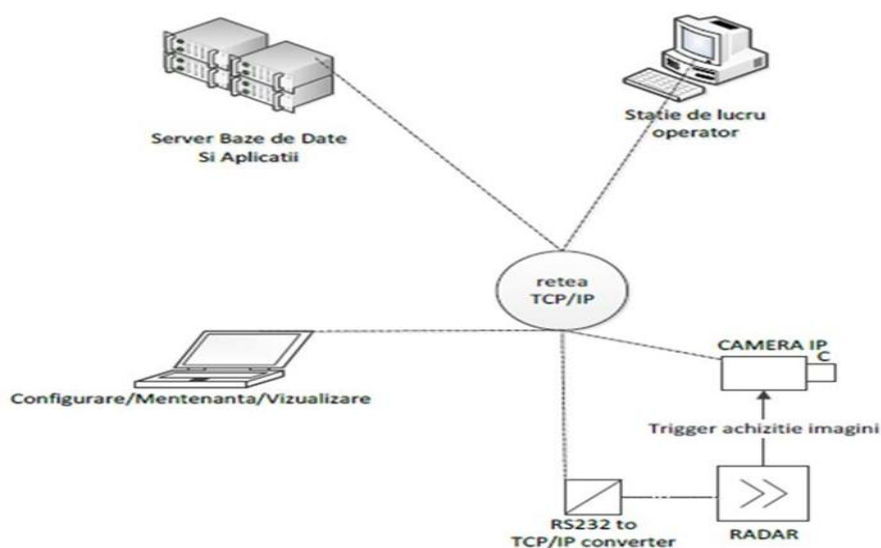 Server Baze de Date
Si Aplicatii
Statie de lucru
operator
retea
TCP/IP
CAMERA IP
C
Configurare/Mentenanta/Vizualizare
Trigger achizitie imagini
RS232 to
TCP/IP converter
RADAR